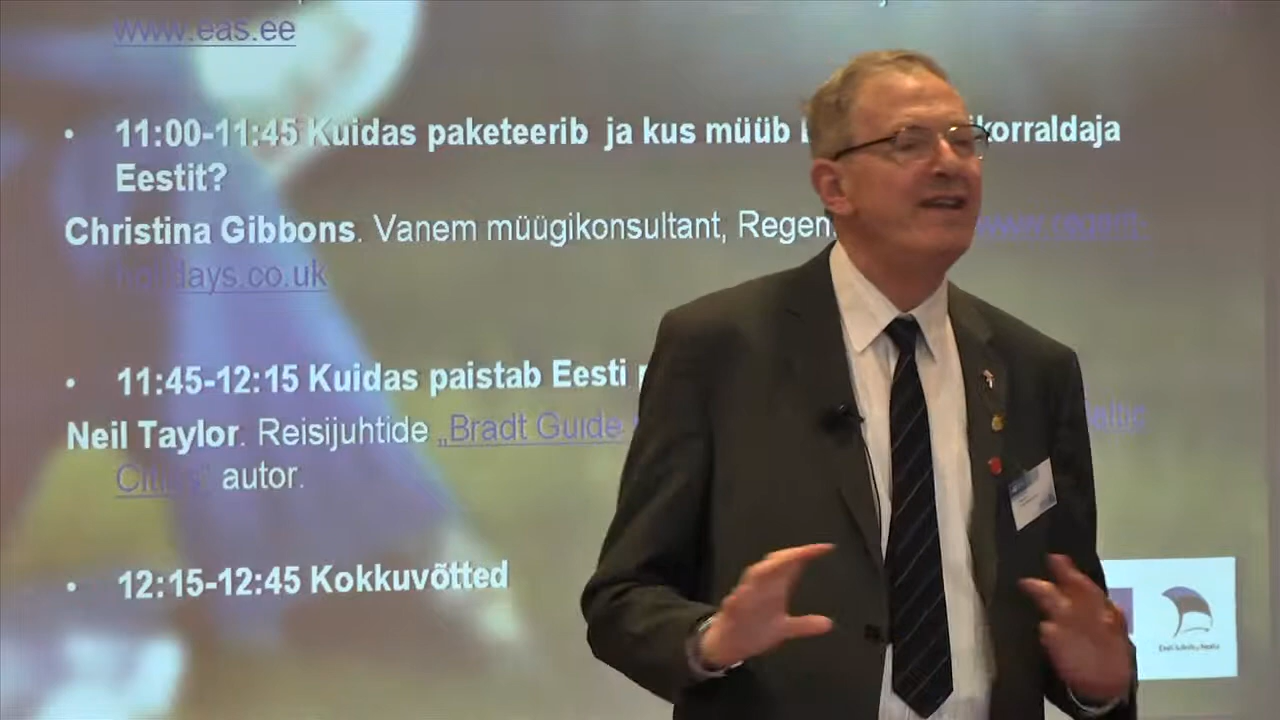 www.eas.ee
• 11:00-11:45 Kuidas paketeerib ja kus müüb korraldaja
Eestit?
Christina Gibbons. Vanem müügikonsultant, Regen www.regent-
holidays.co.uk
• 11:45-12:15 Kuidas paistab Eesti
Neil Taylor. Reisijuhtide „Bradt Guide Baltic
Cities" autor.
• 12:15-12:45 Kokkuvõtted